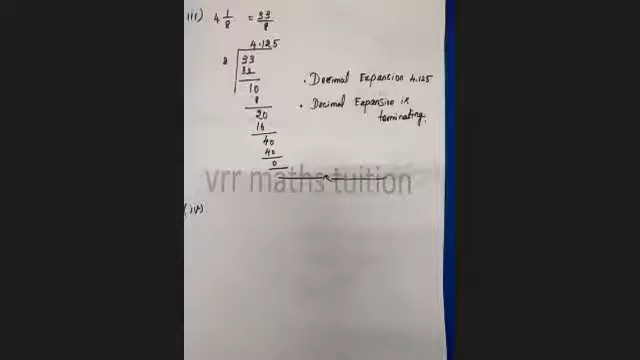 iii) 4 1/8 = 33/8
4.125
8 33
32
10
8
20
16
40
40
0
. Decimal Expansion 4.125
. Decimal Expansion is
terminating.
vrr maths tuition
(iv)